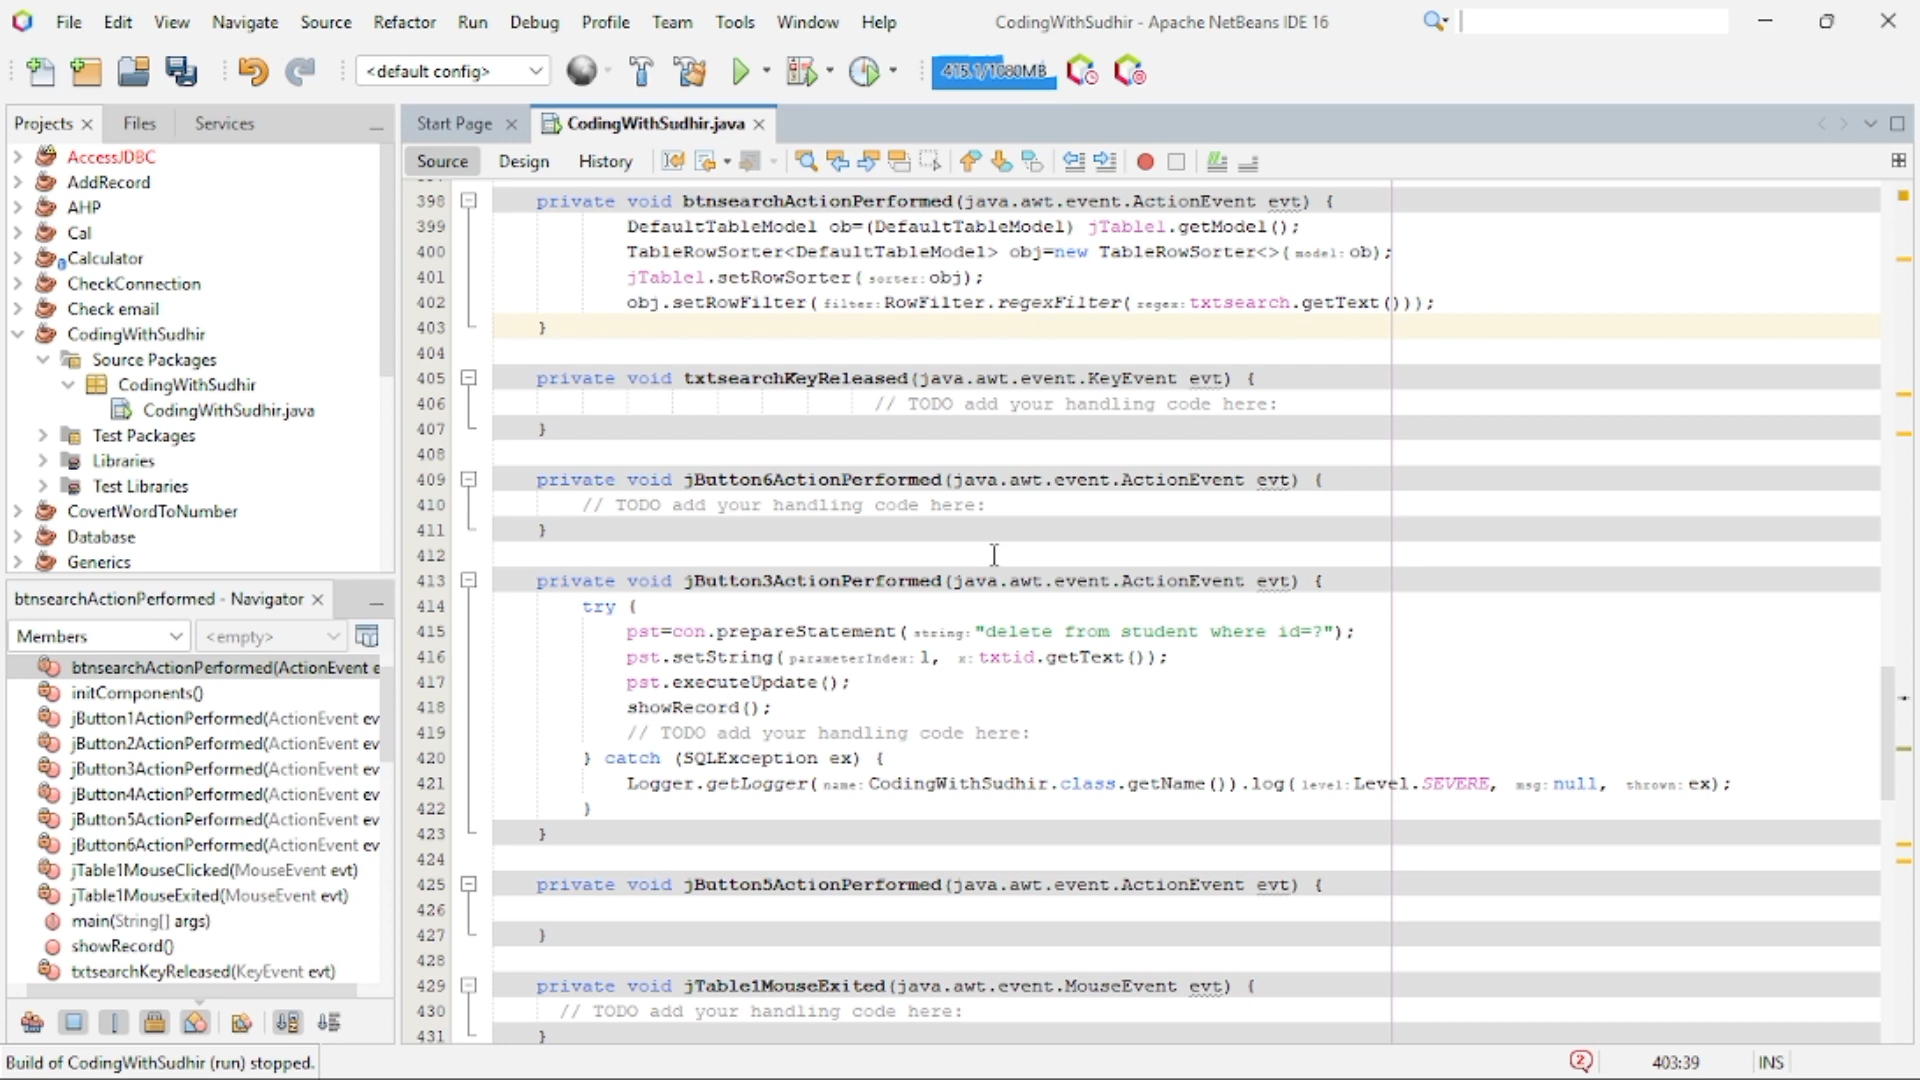 File Edit View Navigate Source Refactor Run Debug Profile Team Tools Window Help CodingWithSudhir - Apache NetBeans IDE 16
<default config> 415.1/1080MB
Projects Files Services Start Page CodingWithSudhir.java
Source Design History
AccessJDBC
AddRecord
AHP
Cal
Calculator
CheckConnection
Check email
CodingWithSudhir
Source Packages
CodingWithSudhir
CodingWithSudhir.java
Test Packages
Libraries
Test Libraries
CovertWordToNumber
Database
Generics
btnsearchActionPerformed - Navigator
Members <empty>
btnsearchActionPerformed(ActionEvent e
initComponents()
jButton1ActionPerformed(ActionEvent ev
jButton2ActionPerformed(ActionEvent ev
jButton3ActionPerformed(ActionEvent ev
jButton4ActionPerformed(ActionEvent ev
jButton5ActionPerformed(ActionEvent ev
jButton6ActionPerformed(ActionEvent ev
jTable1MouseClicked(MouseEvent evt)
jTable1MouseExited(MouseEvent evt)
main(String[] args)
showRecord()
txtsearchKeyReleased(KeyEvent evt)
398 private void btnsearchActionPerformed(java.awt.event.ActionEvent evt) {
399 DefaultTableModel ob=(DefaultTableModel) jTable1.getModel();
400 TableRowSorter<DefaultTableModel> obj=new TableRowSorter<>( model: ob);
401 jTable1.setRowSorter( sorter: obj);
402 obj.setRowFilter( filter: RowFilter.regexFilter( regex: txtsearch.getText()));
403 }
404
405 private void txtsearchKeyReleased(java.awt.event.KeyEvent evt) {
406 // TODO add your handling code here:
407 }
408
409 private void jButton6ActionPerformed(java.awt.event.ActionEvent evt) {
410 // TODO add your handling code here:
411 }
412
413 private void jButton3ActionPerformed(java.awt.event.ActionEvent evt) {
414 try {
415 pst=con.prepareStatement( string: "delete from student where id=?");
416 pst.setString( parameterIndex: 1, x: txtid.getText());
417 pst.executeUpdate();
418 showRecord();
419 // TODO add your handling code here:
420 } catch (SQLException ex) {
421 Logger.getLogger( name: CodingWithSudhir.class.getName()).log( level: Level.SEVERE, msg: null, thrown: ex);
422 }
423 }
424
425 private void jButton5ActionPerformed(java.awt.event.ActionEvent evt) {
426
427 }
428
429 private void jTable1MouseExited(java.awt.event.MouseEvent evt) {
430 // TODO add your handling code here:
431 }
Build of CodingWithSudhir (run) stopped. 2 403:39 INS